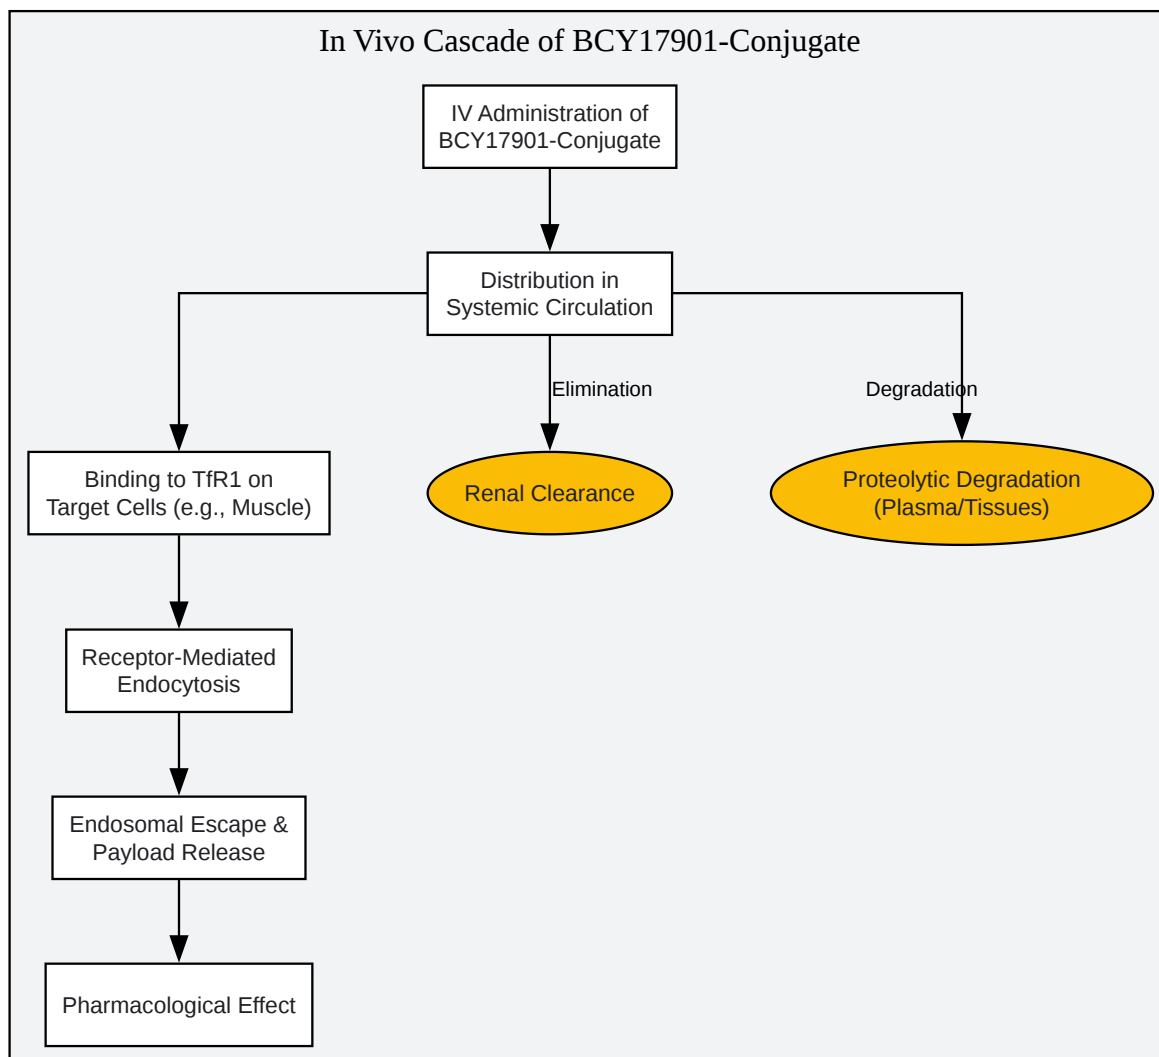 In Vivo Cascade of BCY17901-Conjugate
IV Administration of
BCY17901-Conjugate
Distribution in
Systemic Circulation
Elimination
Degradation
Binding to TfR1 on
Target Cells (e.g., Muscle)
Renal Clearance
Proteolytic Degradation
(Plasma/Tissues)
Receptor-Mediated
Endocytosis
Endosomal Escape &
Payload Release
Pharmacological Effect